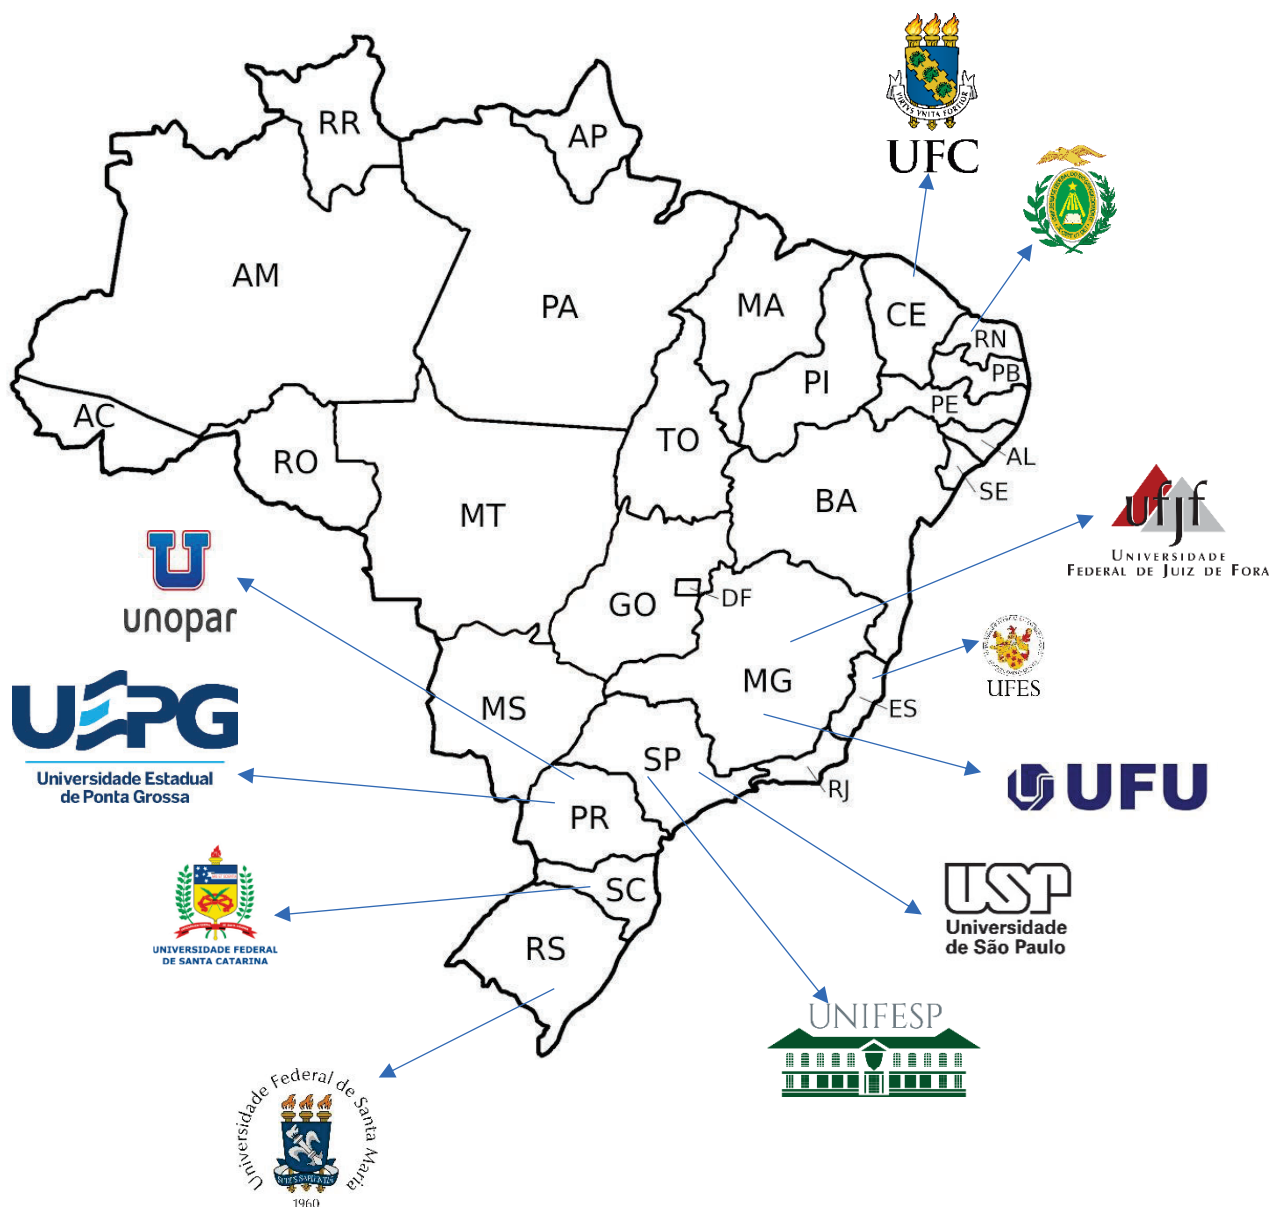 UFC
VIRTVS VNITA FORTIOR
RR
AP
AM
PA
MA
CE
RN
PB
PI
PE
AC
TO
AL
RO
SE
BA
MT
ufjf
UNIVERSIDADE
FEDERAL DE JUIZ DE FORA
unopar
GO
DF
UFES
UEPG
Universidade Estadual
de Ponta Grossa
MG
MS
ES
SP
RJ
UFU
PR
USP
Universidade
de São Paulo
SC
UNIVERSIDADE FEDERAL
DE SANTA CATARINA
RS
UNIFESP
Universidade Federal de Santa Maria
1960